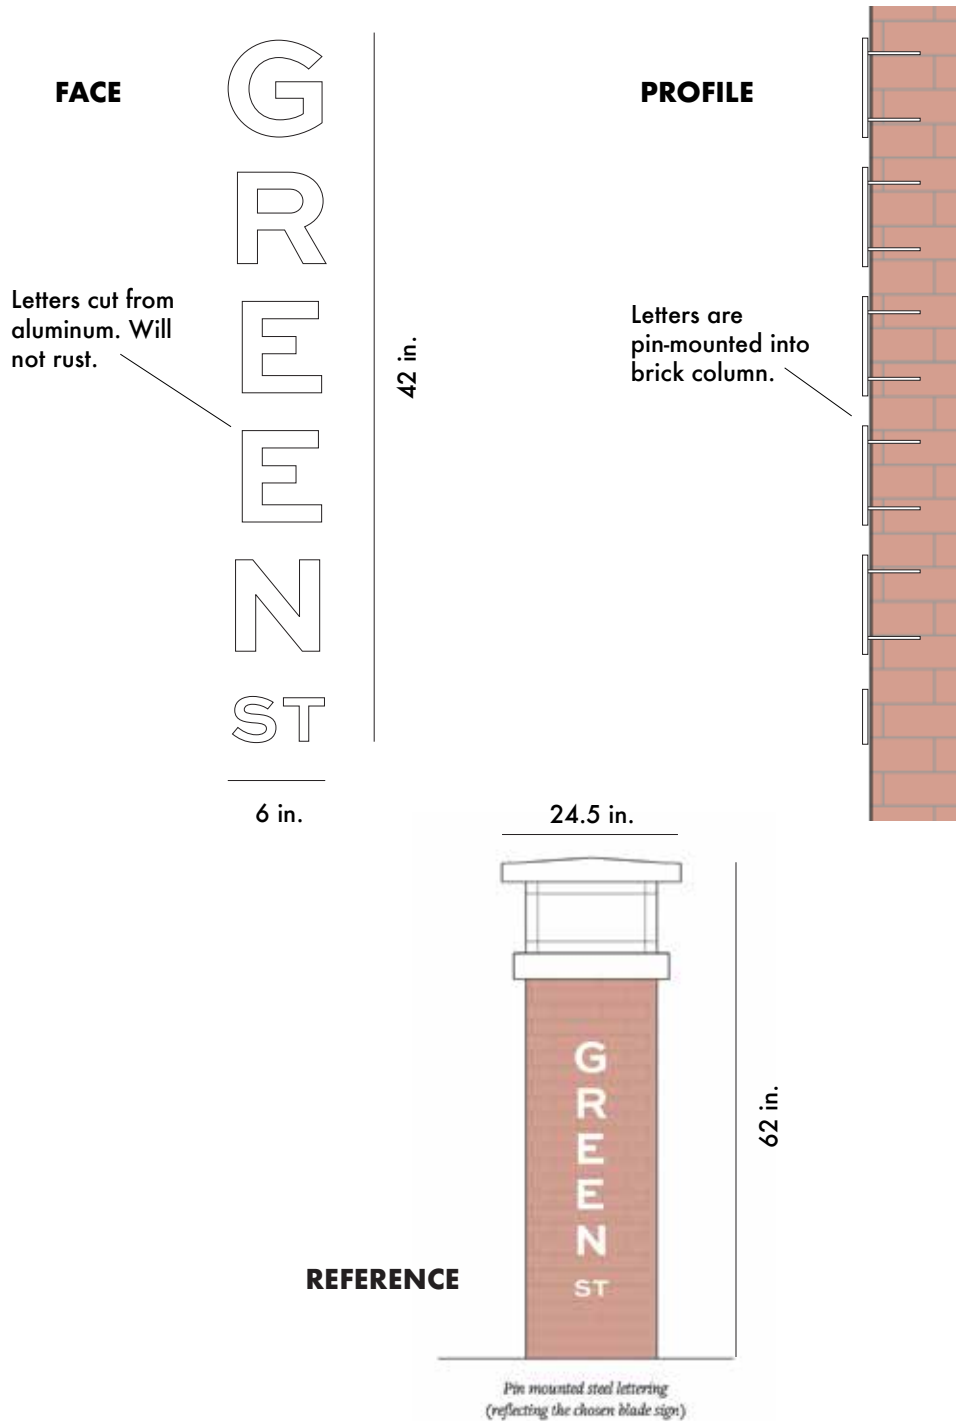 FACE
G
R
E
E
N
ST
Letters cut from
aluminum. Will
not rust.
42 in.
6 in.
PROFILE
Letters are
pin-mounted into
brick column.
24.5 in.
G
R
E
E
N
ST
62 in.
REFERENCE
Pin mounted steel lettering
(reflecting the chosen blade sign)